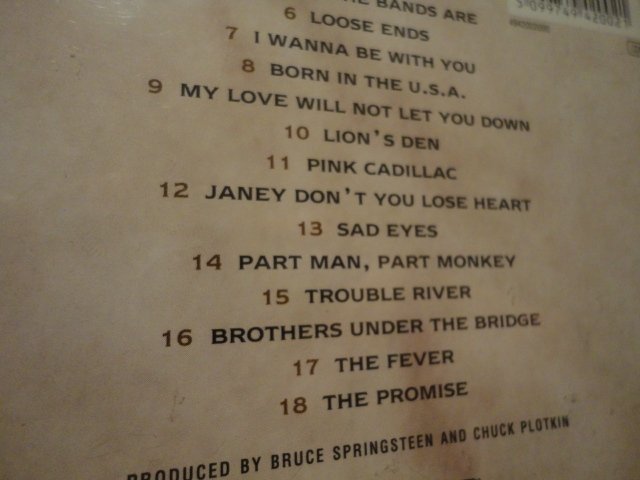 BANDS ARE
6 LOOSE ENDS
7 I WANNA BE WITH YOU
8 BORN IN THE U.S.A.
9 MY LOVE WILL NOT LET YOU DOWN
10 LION'S DEN
11 PINK CADILLAC
12 JANEY DON'T YOU LOSE HEART
13 SAD EYES
14 PART MAN, PART MONKEY
15 TROUBLE RIVER
16 BROTHERS UNDER THE BRIDGE
17 THE FEVER
18 THE PROMISE
PRODUCED BY BRUCE SPRINGSTEEN AND CHUCK PLOTKIN